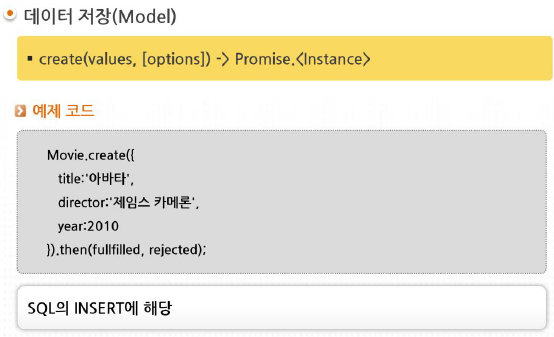 데이터 저장(Model)
▪ create(values, [options]) -> Promise.<Instance>
예제 코드
Movie.create({
title:'아바타',
director:'제임스 카메론',
year:2010
}).then(fullfilled, rejected);
SQL의 INSERT에 해당